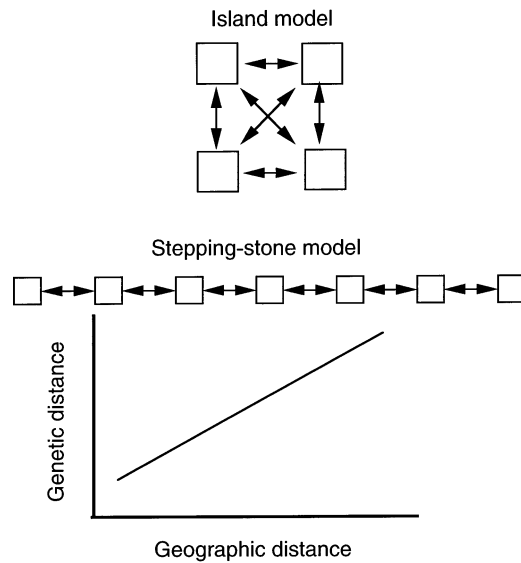 Island model
Stepping-stone model
Genetic distance
Geographic distance